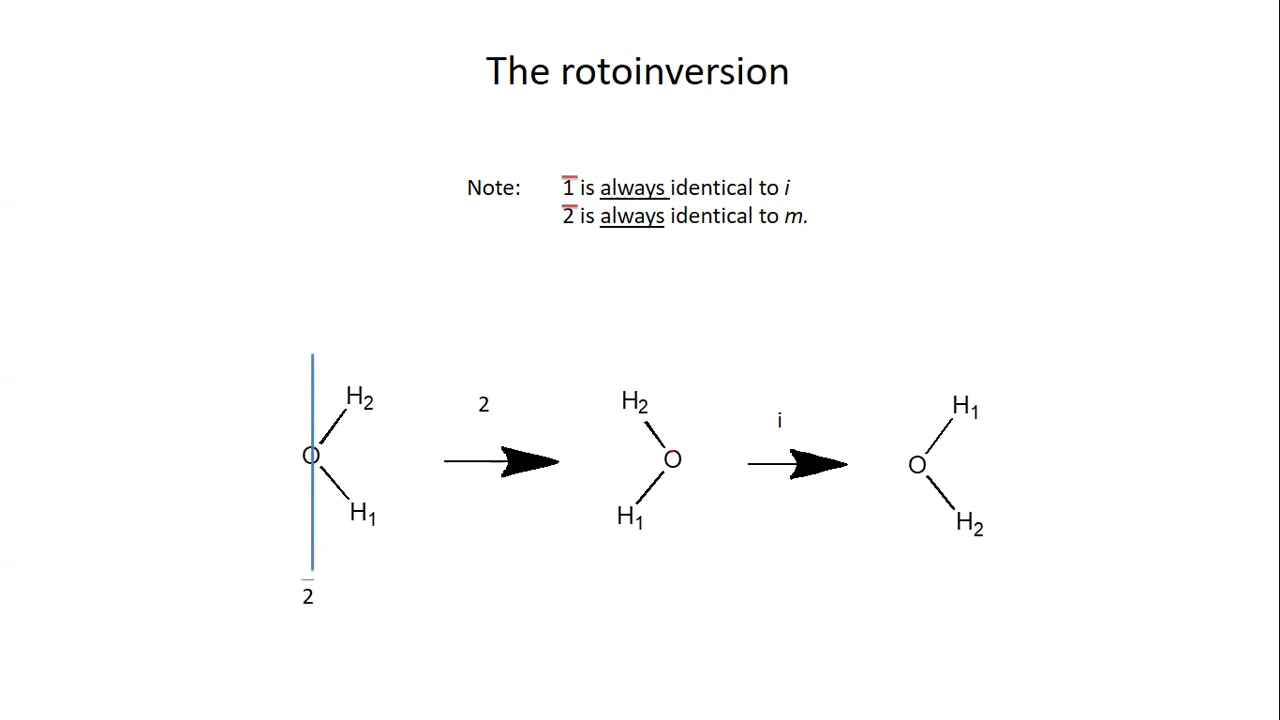 The rotoinversion
Note: 1̅ is always identical to i
2̅ is always identical to m.
H₂ 2 H₂ i H₁
O O O
H₁ H₁ H₂
2̅